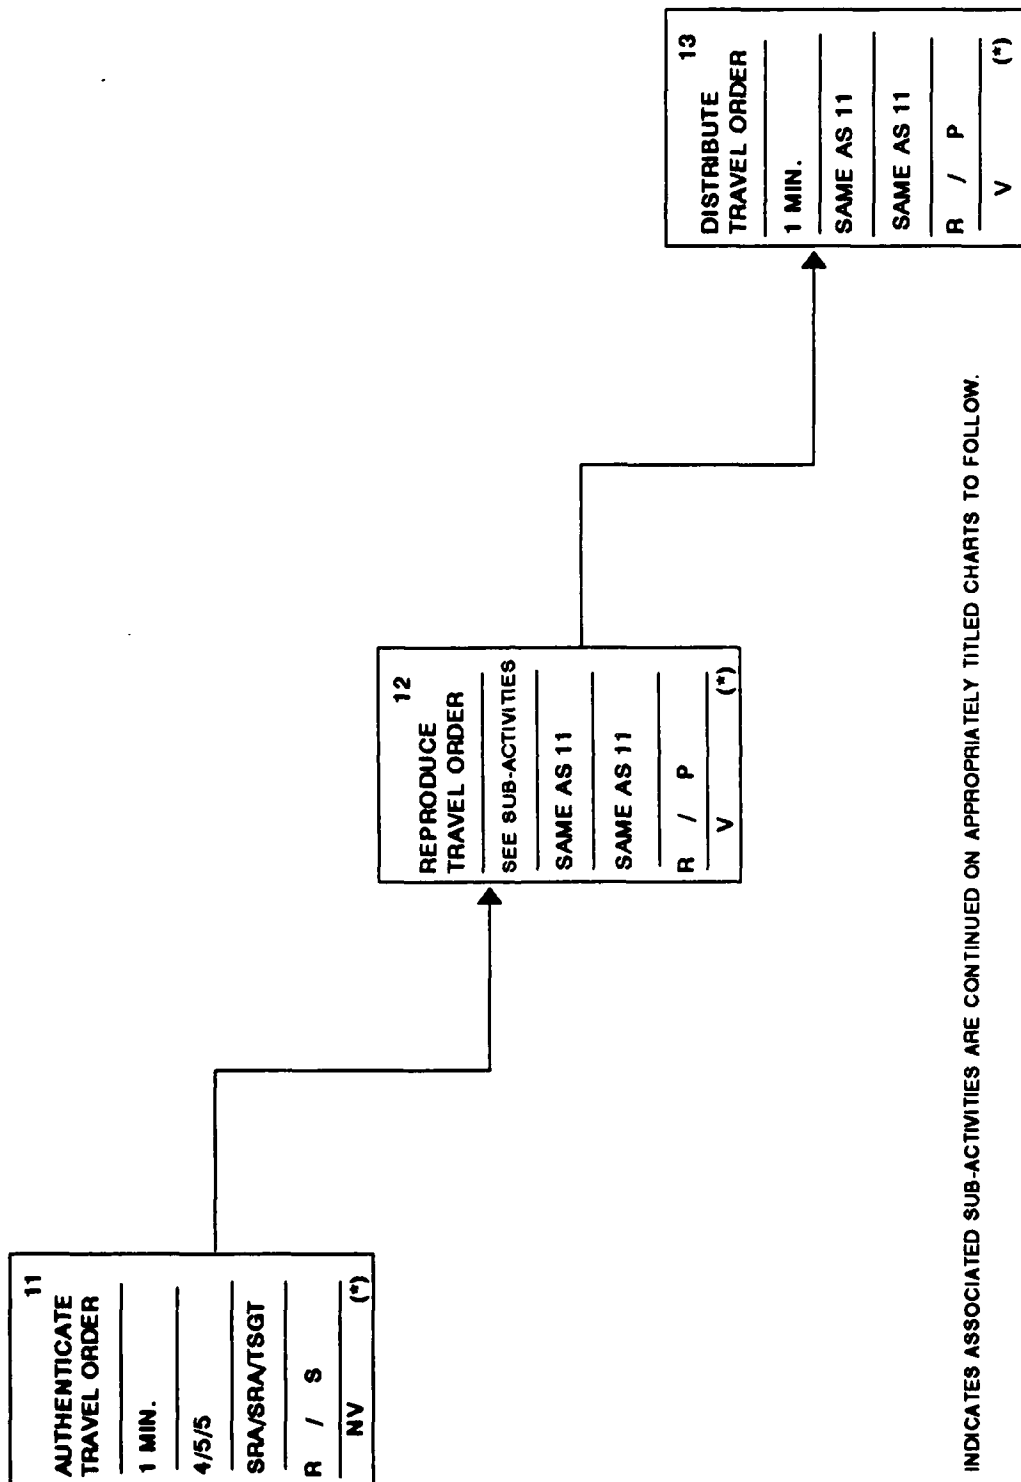 11
AUTHENTICATE
TRAVEL ORDER
1 MIN.
4/5/5
SRA/SRA/TSGT
R / S
NV (*)
12
REPRODUCE
TRAVEL ORDER
SEE SUB-ACTIVITIES
SAME AS 11
SAME AS 11
R / P
V (*)
13
DISTRIBUTE
TRAVEL ORDER
1 MIN.
SAME AS 11
SAME AS 11
R / P
V (*)
INDICATES ASSOCIATED SUB-ACTIVITIES ARE CONTINUED ON APPROPRIATELY TITLED CHARTS TO FOLLOW.